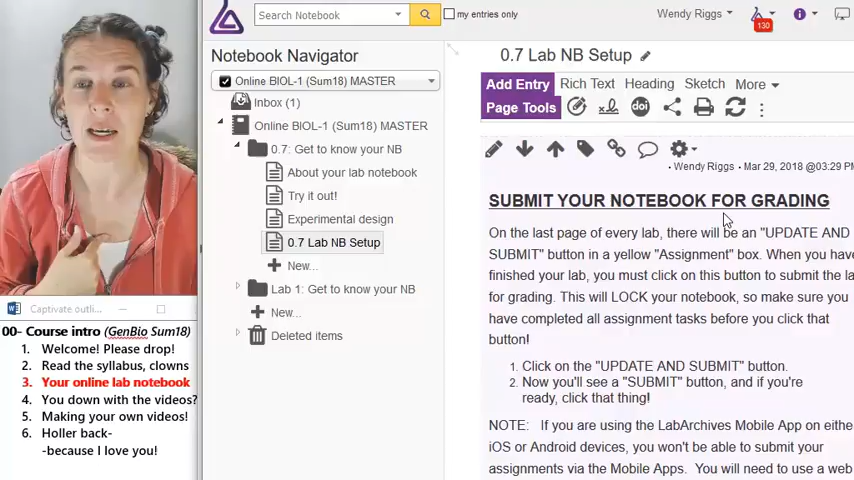 Search Notebook
my entries only
Wendy Riggs
130
Notebook Navigator
Online BIOL-1 (Sum18) MASTER
Inbox (1)
Online BIOL-1 (Sum18) MASTER
0.7: Get to know your NB
About your lab notebook
Try it out!
Experimental design
0.7 Lab NB Setup
New...
Lab 1: Get to know your NB
New...
Deleted items
0.7 Lab NB Setup
Add Entry Rich Text Heading Sketch More
Page Tools doi
• Wendy Riggs • Mar 29, 2018 @03:29 PM
SUBMIT YOUR NOTEBOOK FOR GRADING
On the last page of every lab, there will be an "UPDATE AND
SUBMIT" button in a yellow "Assignment" box. When you have
finished your lab, you must click on this button to submit the la
for grading. This will LOCK your notebook, so make sure you
have completed all assignment tasks before you click that
button!
1. Click on the "UPDATE AND SUBMIT" button.
2. Now you'll see a "SUBMIT" button, and if you're
ready, click that thing!
NOTE: If you are using the LabArchives Mobile App on eithe
iOS or Android devices, you won't be able to submit your
assignments via the Mobile Apps. You will need to use a web
Captivate outli...
00- Course intro (GenBio Sum18)
1. Welcome! Please drop!
2. Read the syllabus, clowns
3. Your online lab notebook
4. You down with the videos?
5. Making your own videos!
6. Holler back-
-because I love you!